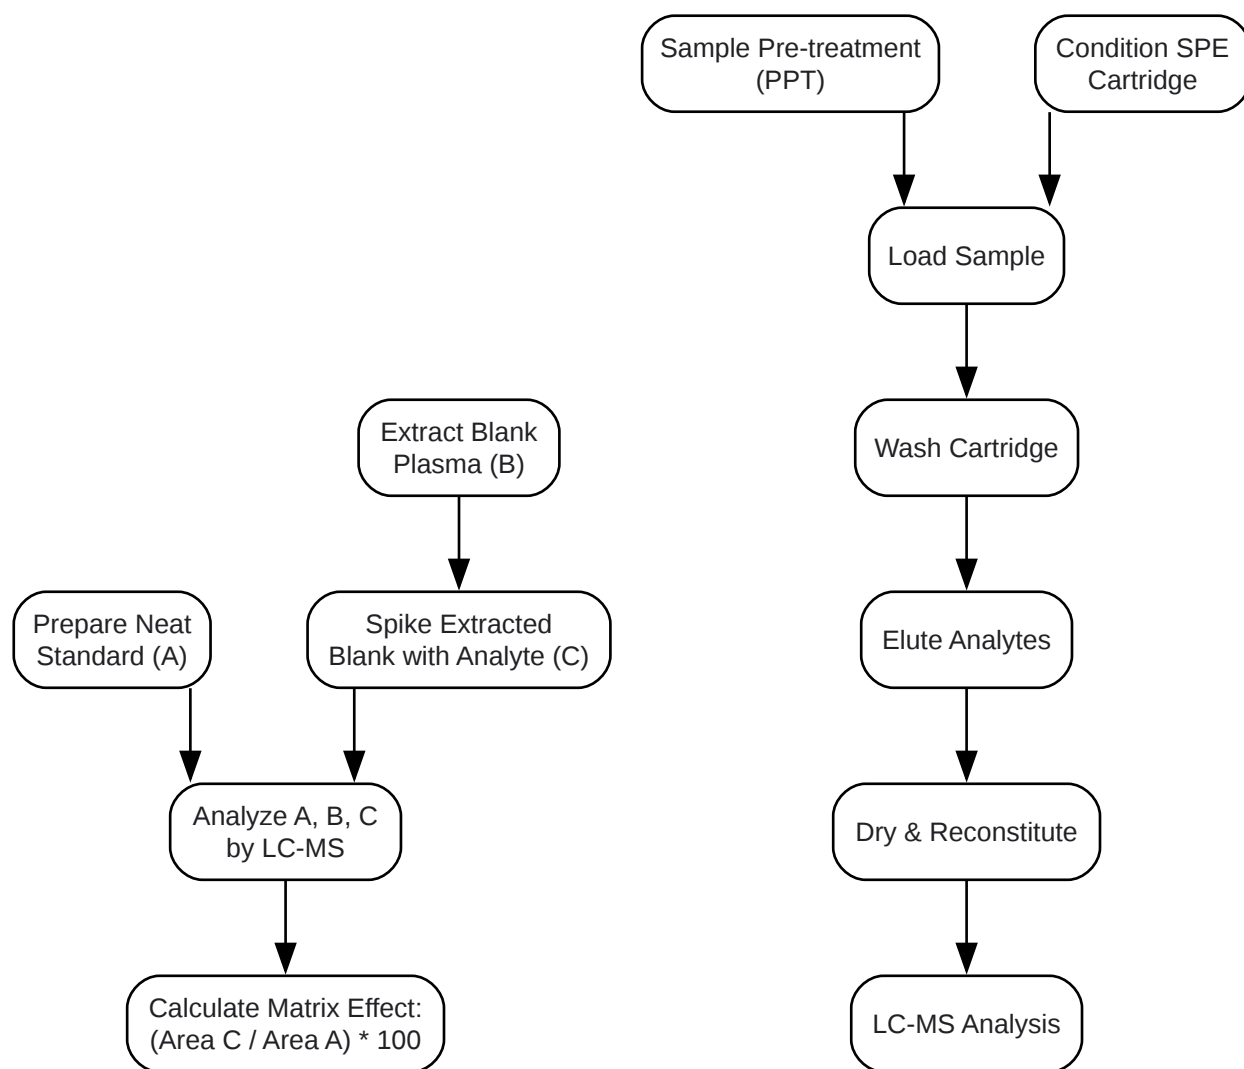 Sample Pre-treatment
(PPT)
Condition SPE
Cartridge
Load Sample
Wash Cartridge
Elute Analytes
Dry & Reconstitute
LC-MS Analysis
Extract Blank
Plasma (B)
Prepare Neat
Standard (A)
Spike Extracted
Blank with Analyte (C)
Analyze A, B, C
by LC-MS
Calculate Matrix Effect:
(Area C / Area A) * 100